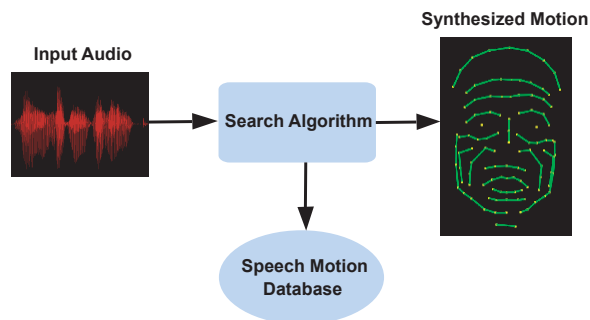 Synthesized Motion
Input Audio
Search Algorithm
Speech Motion
Database